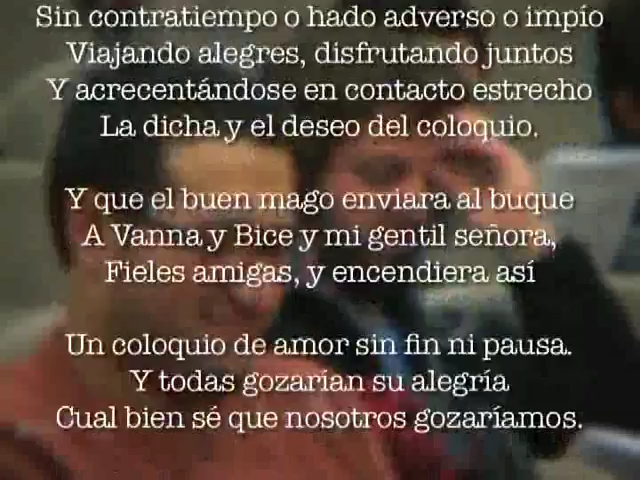 Sin contratiempo o hado adverso o impío
Viajando alegres, disfrutando juntos
Y acrecentándose en contacto estrecho
La dicha y el deseo del coloquio.
Y que el buen mago enviara al buque
A Vanna y Bice y mi gentil señora,
Fieles amigas, y encendiera así
Un coloquio de amor sin fin ni pausa.
Y todas gozarían su alegría
Cual bien sé que nosotros gozaríamos.